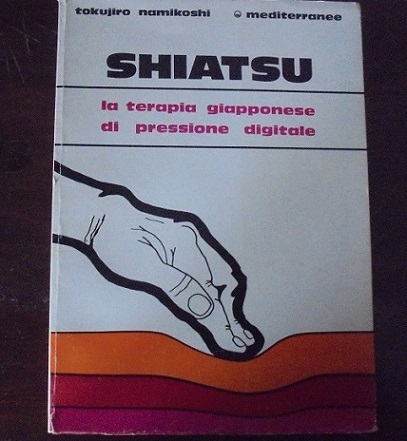 tokujiro namikoshi mediterranee
SHIATSU
la terapia giapponese
di pressione digitale